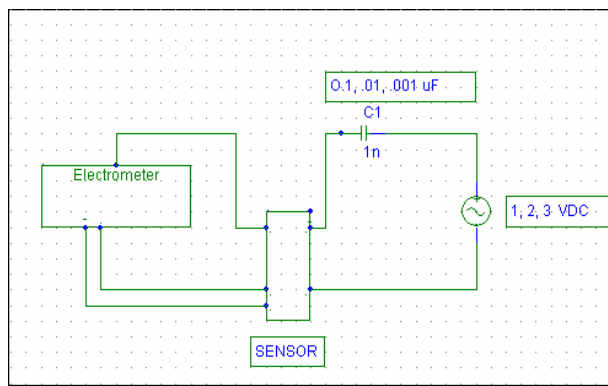 0.1, .01, .001 uF
C1
1n
Electrometer
-
+
1, 2, 3 VDC
SENSOR